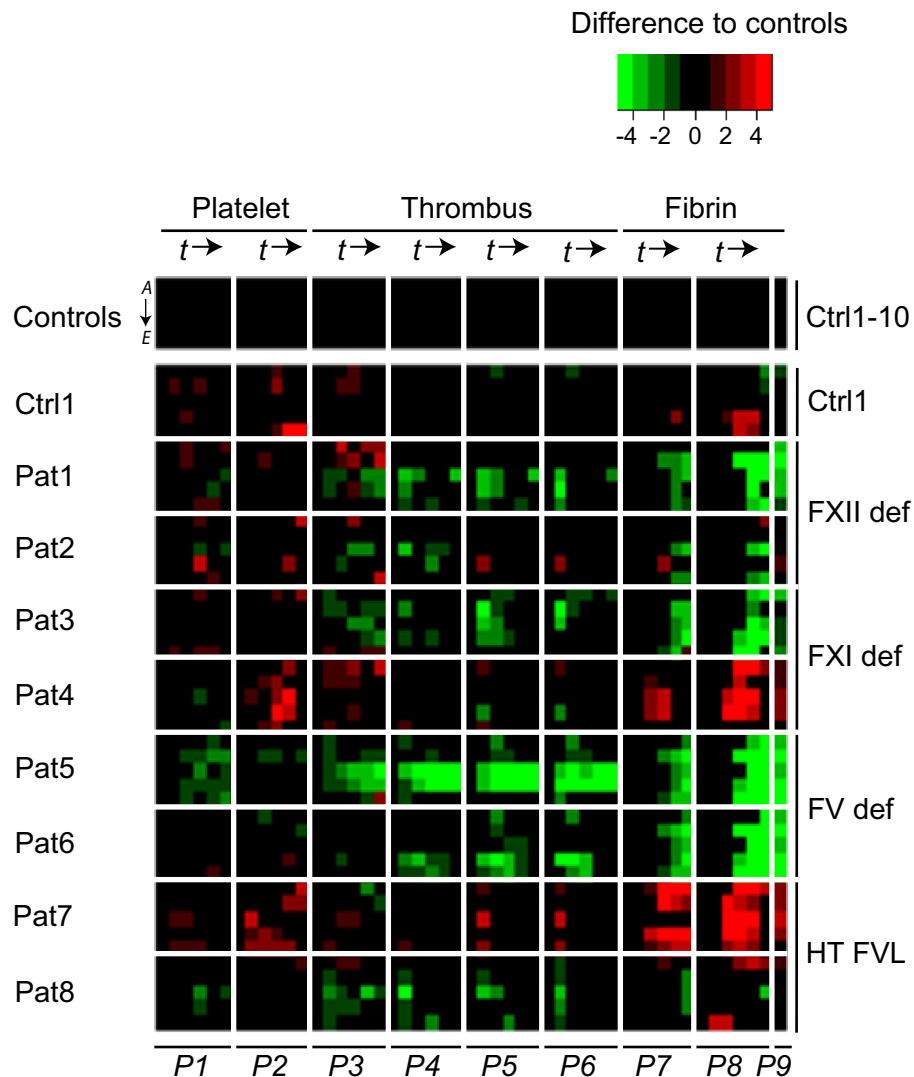 Difference to controls
-4 -2 0 2 4
Platelet Thrombus Fibrin
t t t t t t t t
Controls A E Ctrl1-10
Ctrl1 Ctrl1
Pat1
FXII def
Pat2
Pat3
FXI def
Pat4
Pat5
FV def
Pat6
Pat7
HT FVL
Pat8
P1 P2 P3 P4 P5 P6 P7 P8 P9